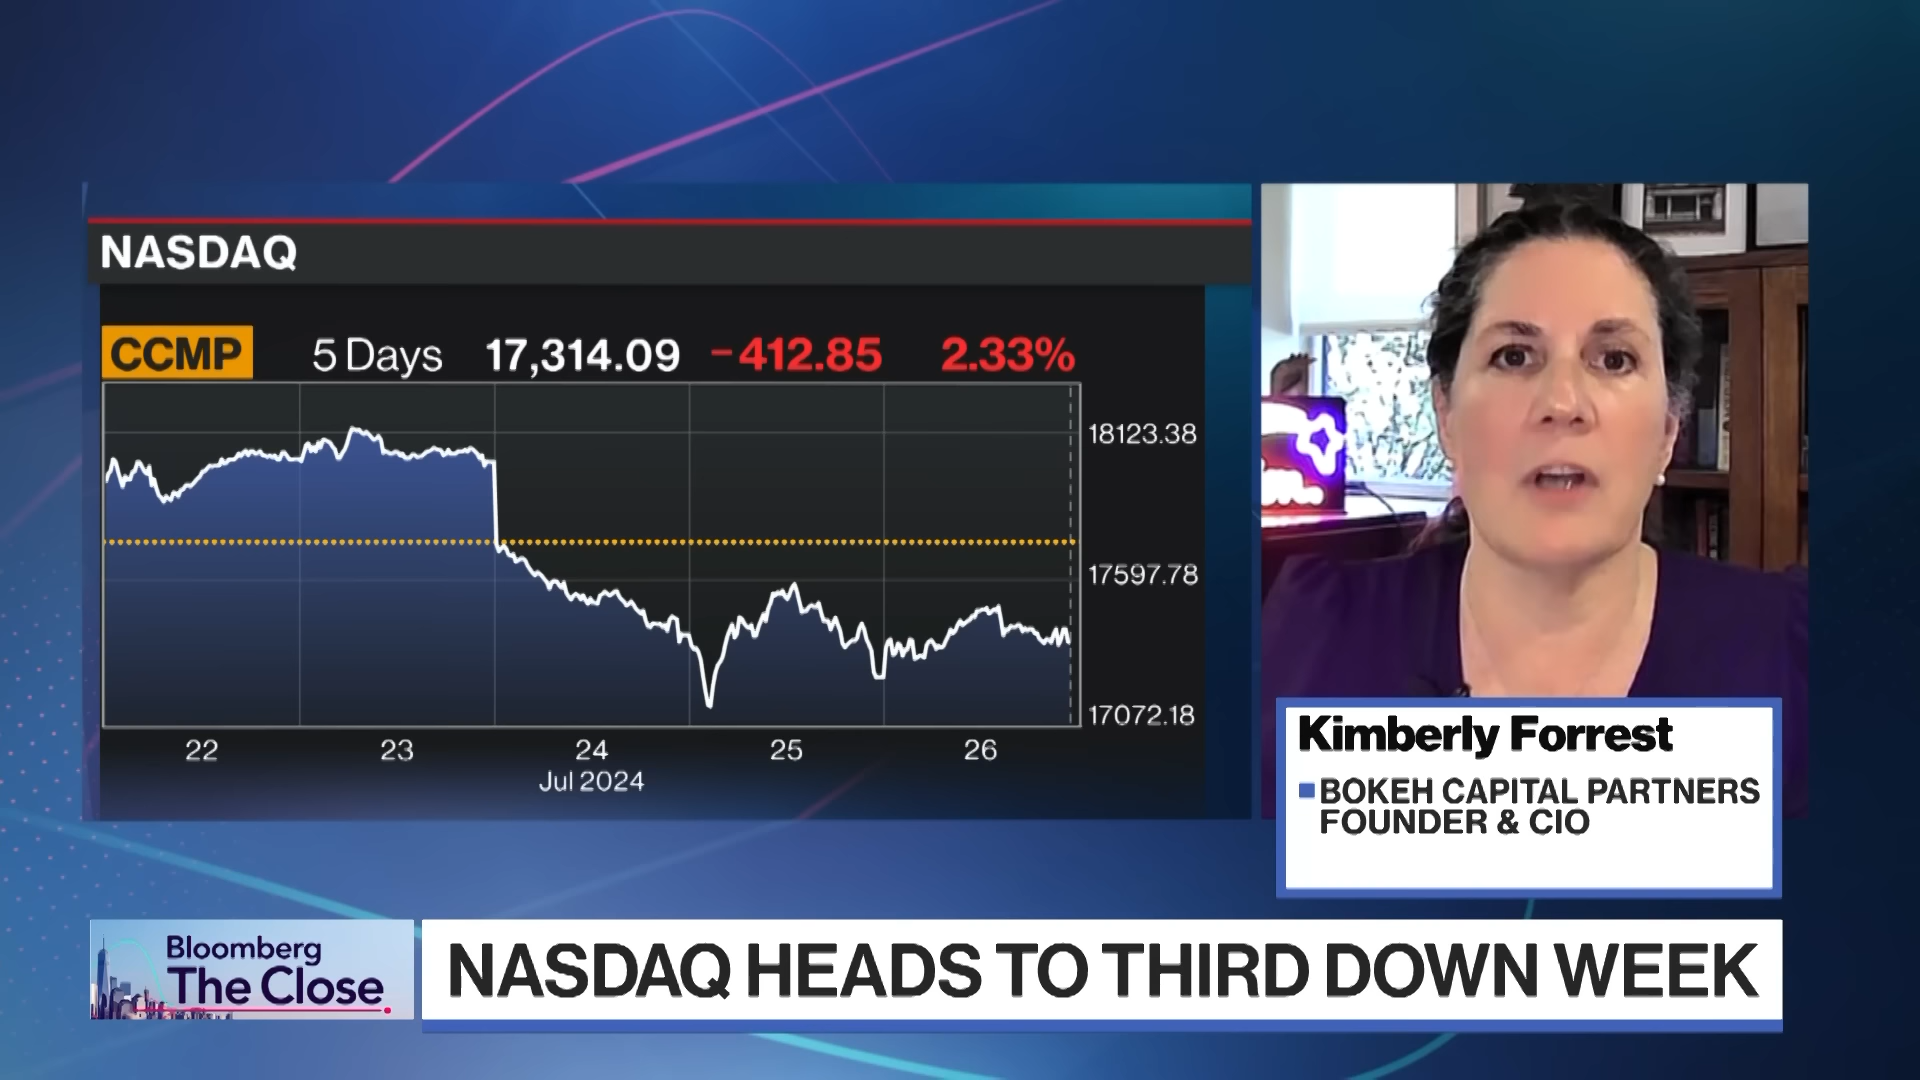 NASDAQ
CCMP 5 Days 17,314.09 -412.85 2.33%
18123.38
17597.78
17072.18
22 23 24 25 26
Jul 2024
Kimberly Forrest
BOKEH CAPITAL PARTNERS
FOUNDER & CIO
Bloomberg
The Close
NASDAQ HEADS TO THIRD DOWN WEEK